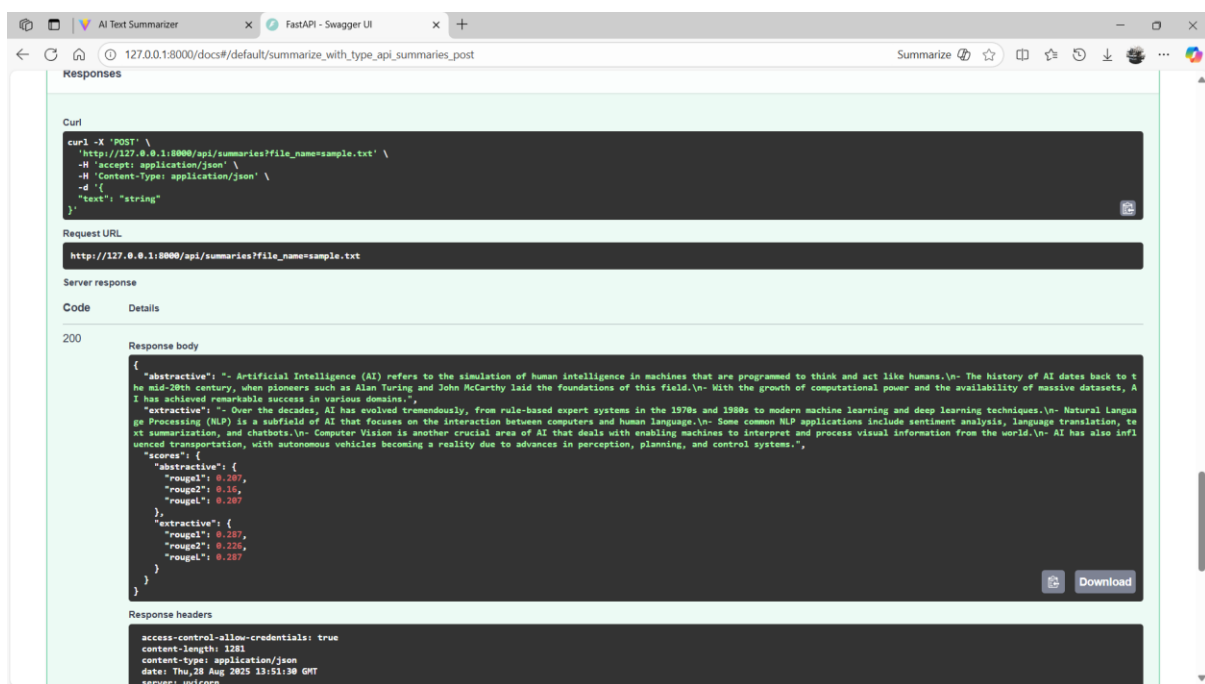 AI Text Summarizer
FastAPI - Swagger UI
127.0.0.1:8000/docs#/default/summarize_with_type_api_summaries_post
Summarize
Responses
Curl
curl -X 'POST' \
'http://127.0.0.1:8000/api/summaries?file_name=sample.txt' \
-H 'accept: application/json' \
-H 'Content-Type: application/json' \
-d '{
"text": "string"
}'
Request URL
http://127.0.0.1:8000/api/summaries?file_name=sample.txt
Server response
Code Details
200
Response body
{
"abstractive": "- Artificial Intelligence (AI) refers to the simulation of human intelligence in machines that are programmed to think and act like humans.\n- The history of AI dates back to t
he mid-20th century, when pioneers such as Alan Turing and John McCarthy laid the foundations of this field.\n- With the growth of computational power and the availability of massive datasets, A
I has achieved remarkable success in various domains.",
"extractive": "- Over the decades, AI has evolved tremendously, from rule-based expert systems in the 1970s and 1980s to modern machine learning and deep learning techniques.\n- Natural Langua
ge Processing (NLP) is a subfield of AI that focuses on the interaction between computers and human language.\n- Some common NLP applications include sentiment analysis, language translation, te
xt summarization, and chatbots.\n- Computer Vision is another crucial area of AI that deals with enabling machines to interpret and process visual information from the world.\n- AI has also infl
uenced transportation, with autonomous vehicles becoming a reality due to advances in perception, planning, and control systems.",
"scores": {
"abstractive": {
"rouge1": 0.207,
"rouge2": 0.16,
"rougeL": 0.207
},
"extractive": {
"rouge1": 0.287,
"rouge2": 0.226,
"rougeL": 0.287
}
}
}
Download
Response headers
access-control-allow-credentials: true
content-length: 1281
content-type: application/json
date: Thu,28 Aug 2025 13:51:30 GMT
server: uvicorn